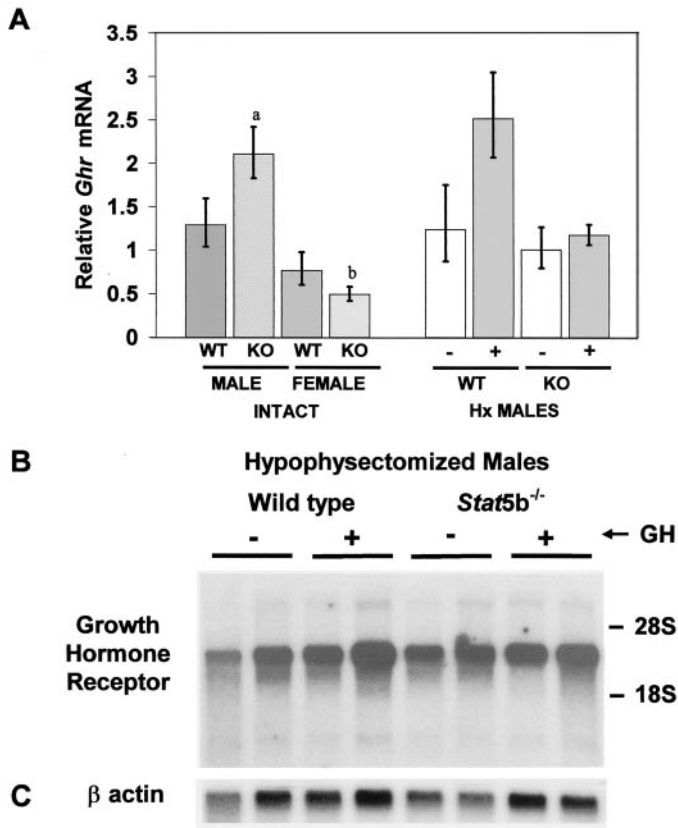 A
3.5
3
2.5
2
1.5
1
0.5
0
Relative Ghr mRNA
a
b
WT KO WT KO - + - +
MALE FEMALE WT KO
INTACT Hx MALES
B
Hypophysectomized Males
Wild type Stat5b-/-
- + - + ← GH
Growth
Hormone
Receptor
– 28S
– 18S
C β actin